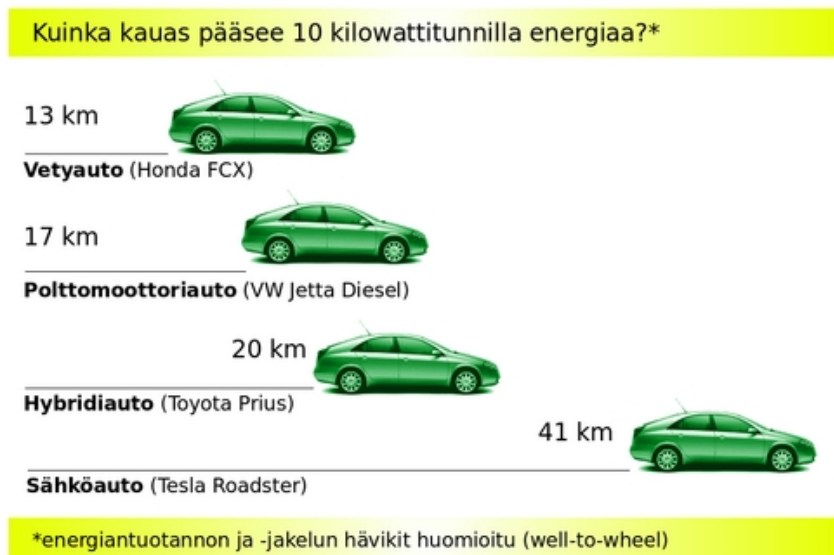 Kuinka kauas pääsee 10 kilowattitunnilla energiaa?*
13 km
Vetyauto (Honda FCX)
17 km
Polttomoottoriauto (VW Jetta Diesel)
20 km
Hybridiauto (Toyota Prius)
41 km
Sähköauto (Tesla Roadster)
*energiantuotannon ja -jakelun hävikit huomioitu (well-to-wheel)